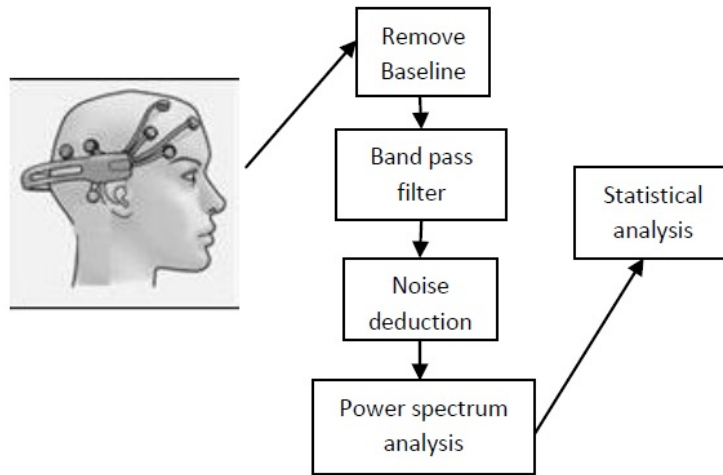 Remove
Baseline
Band pass
filter
Noise
deduction
Power spectrum
analysis
Statistical
analysis